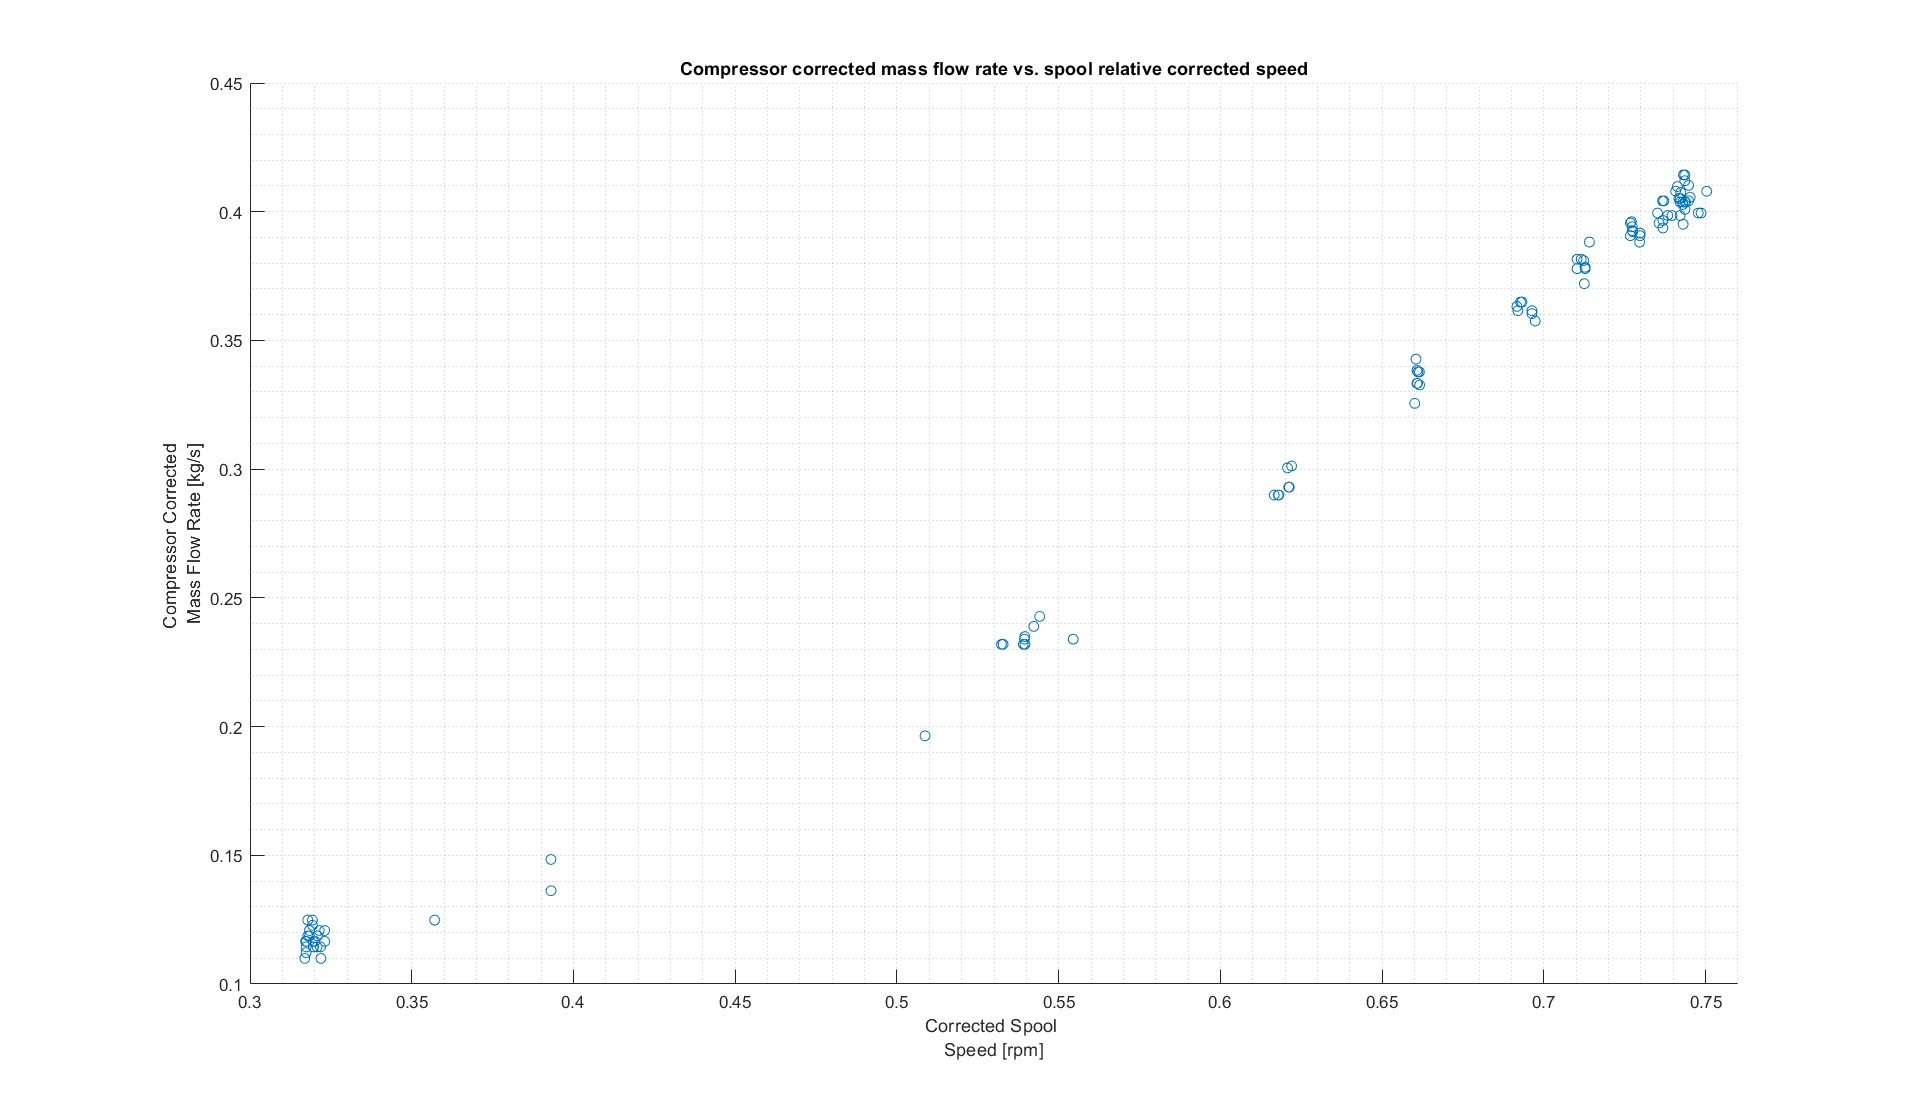 Compressor corrected mass flow rate vs. spool relative corrected speed
0.45
0.4
0.35
0.3
0.25
0.2
0.15
0.1
Compressor Corrected
Mass Flow Rate [kg/s]
0.3 0.35 0.4 0.45 0.5 0.55 0.6 0.65 0.7 0.75
Corrected Spool
Speed [rpm]